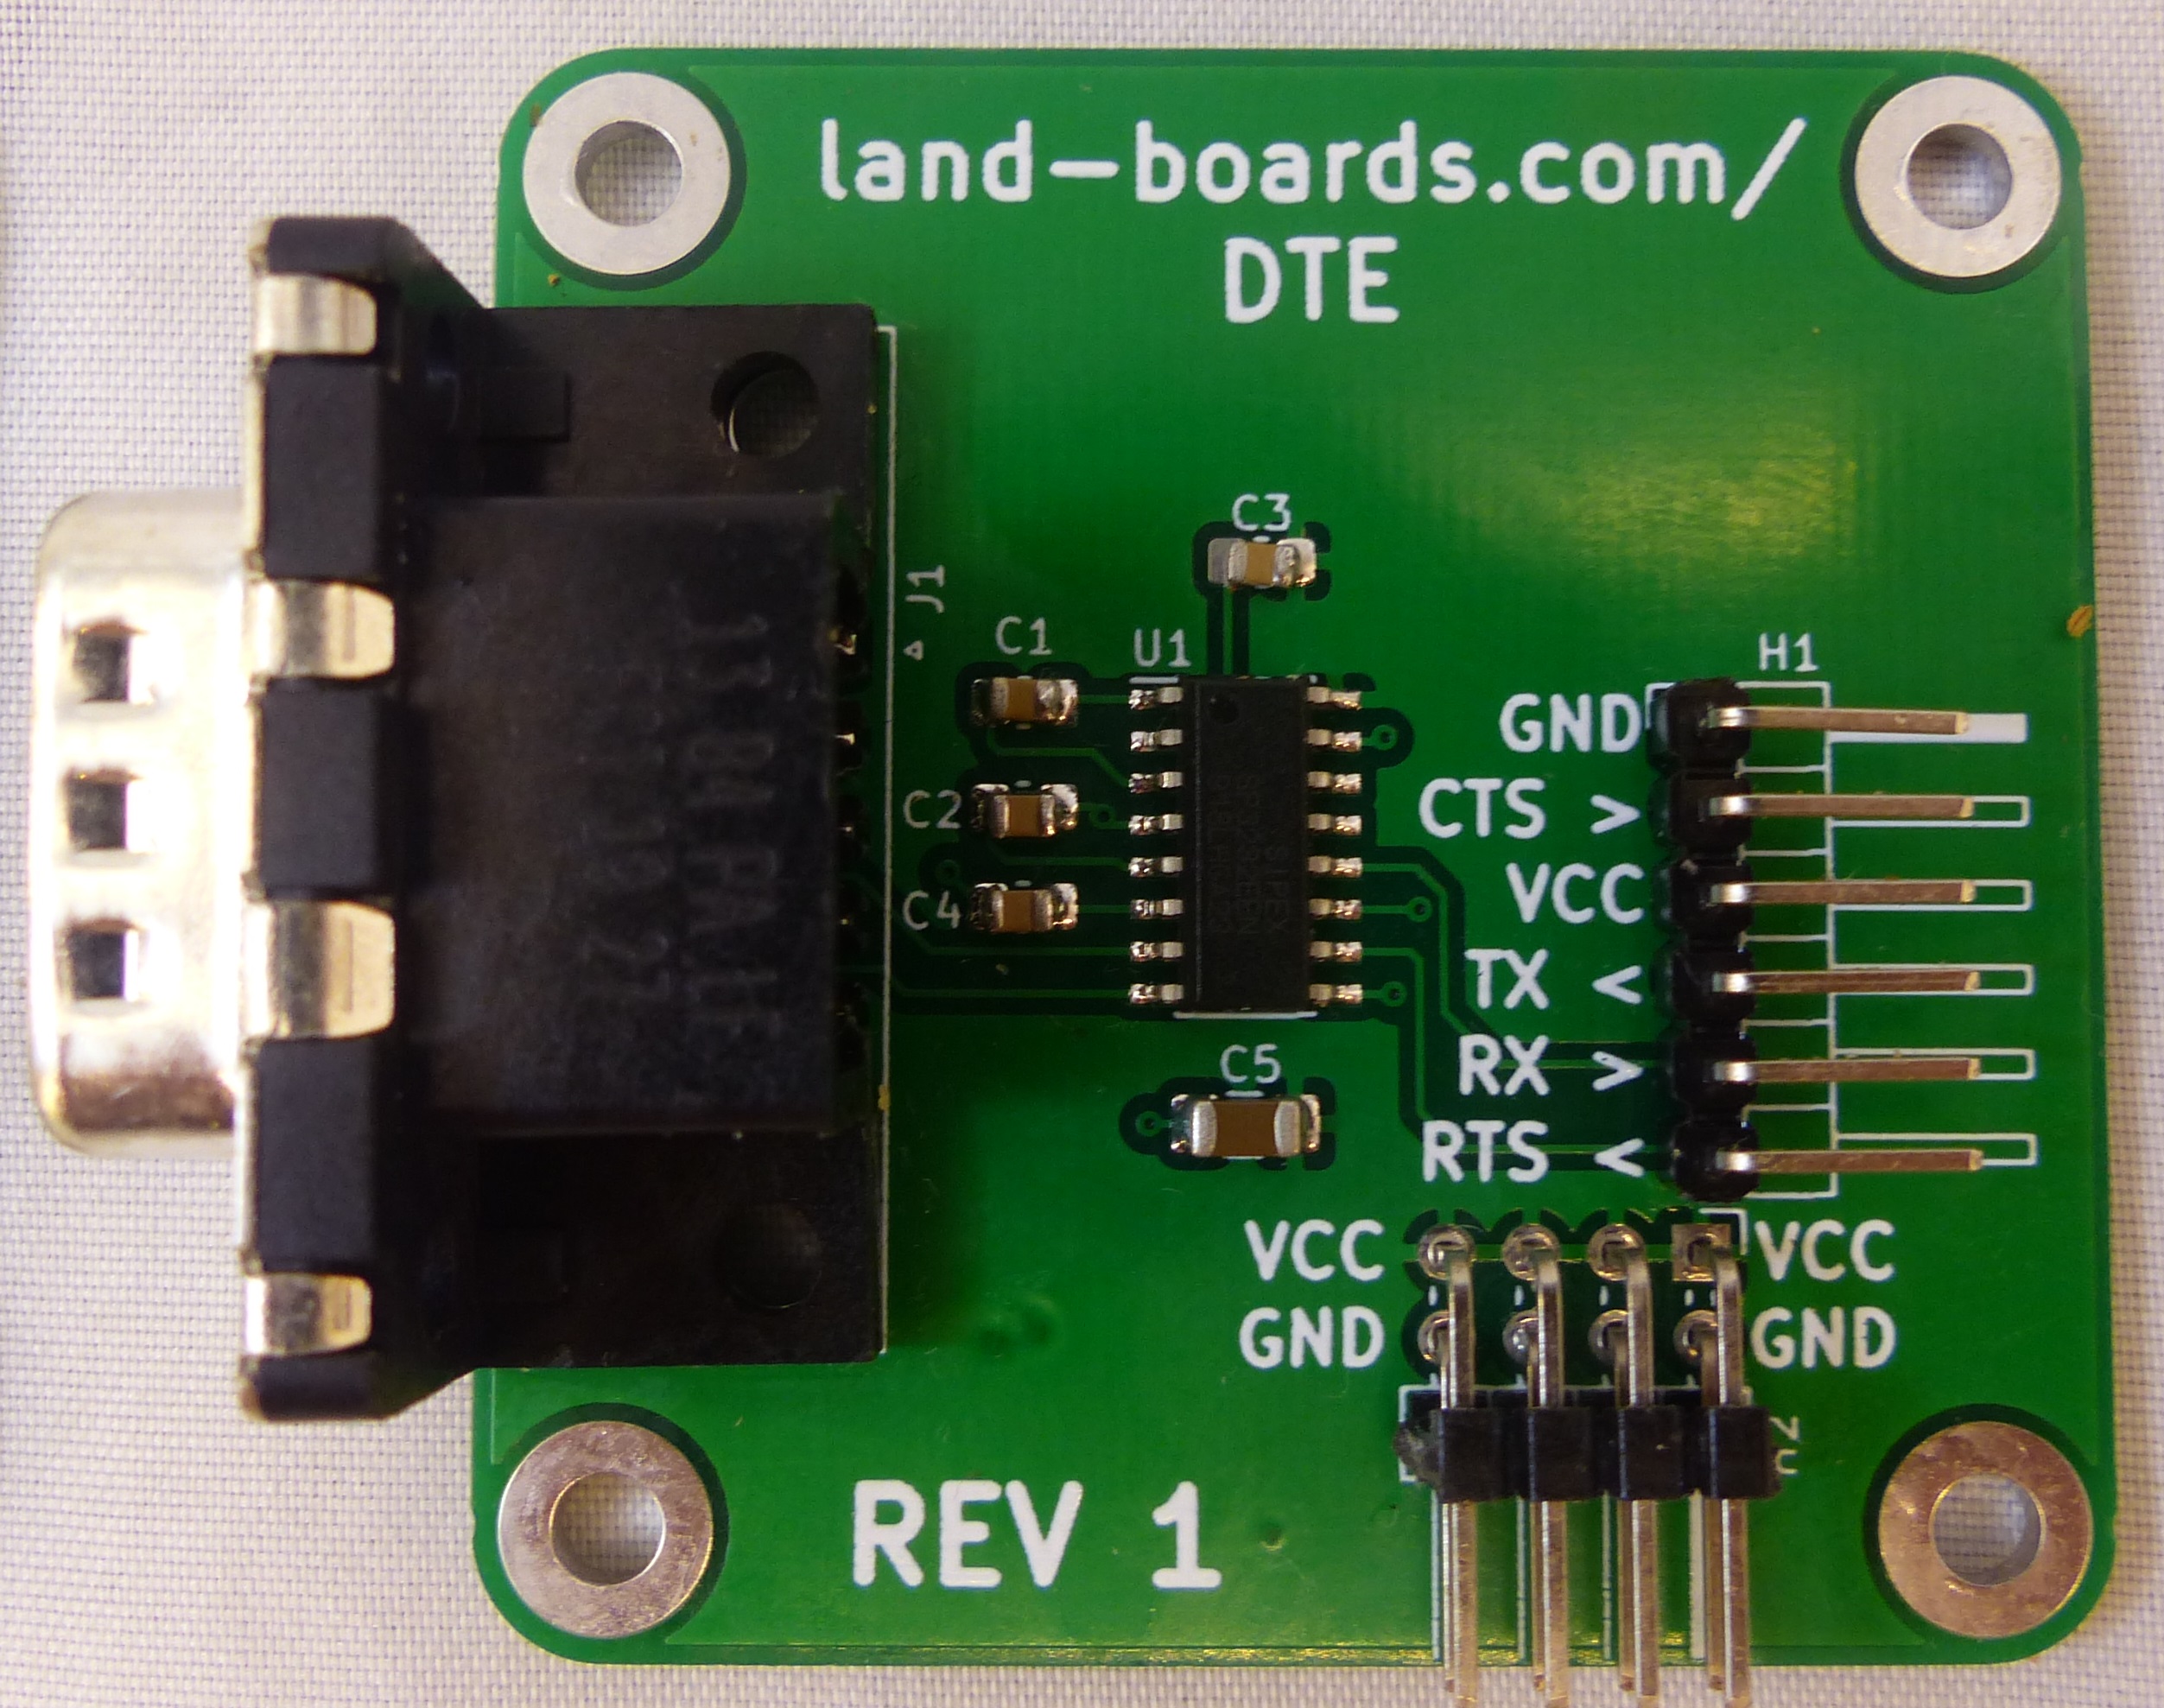 land-boards.com/
DTE
C3
J1
C1
U1
H1
GND
CTS >
C2
VCC
C4
TX <
RX >
C5
RTS <
VCC VCC
GND GND
REV 1